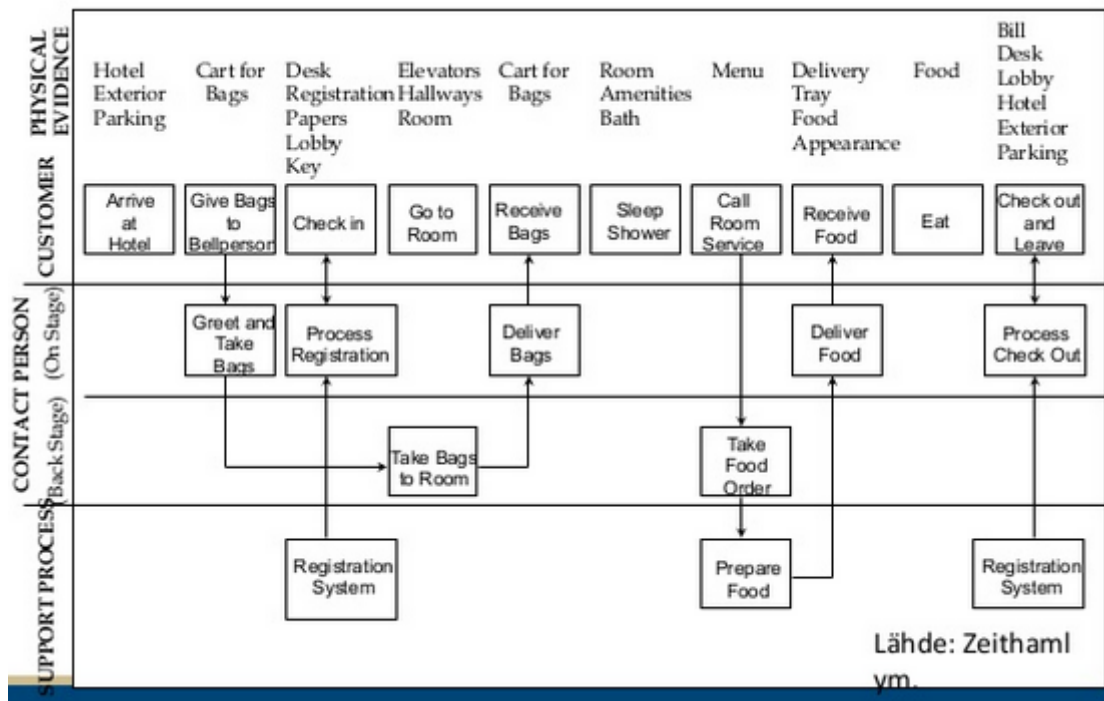 PHYSICAL
EVIDENCE
Hotel
Exterior
Parking
Cart for
Bags
Desk
Registration
Papers
Lobby
Key
Elevators
Hallways
Room
Cart for
Bags
Room
Amenities
Bath
Menu
Delivery
Tray
Food
Appearance
Food
Bill
Desk
Lobby
Hotel
Exterior
Parking
CUSTOMER
Arrive
at
Hotel
Give Bags
to
Bellperson
Check in
Go to
Room
Receive
Bags
Sleep
Shower
Call
Room
Service
Receive
Food
Eat
Check out
and
Leave
CONTACT PERSON
(On Stage)
Greet and
Take
Bags
Process
Registration
Deliver
Bags
Deliver
Food
Process
Check Out
(Back Stage)
Take Bags
to Room
Take
Food
Order
SUPPORT PROCESS
Registration
System
Prepare
Food
Registration
System
Lähde: Zeithaml
ym.